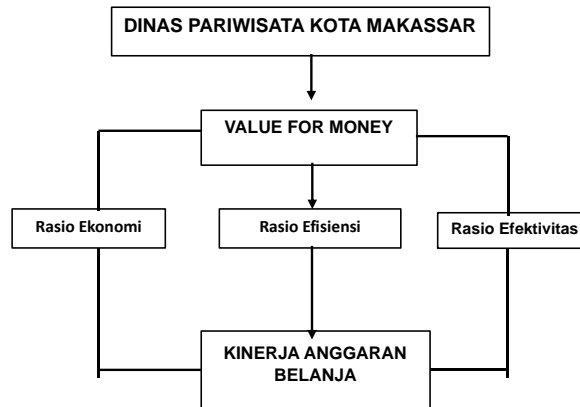 DINAS PARIWISATA KOTA MAKASSAR
VALUE FOR MONEY
Rasio Ekonomi
Rasio Efisiensi
Rasio Efektivitas
KINERJA ANGGARAN
BELANJA